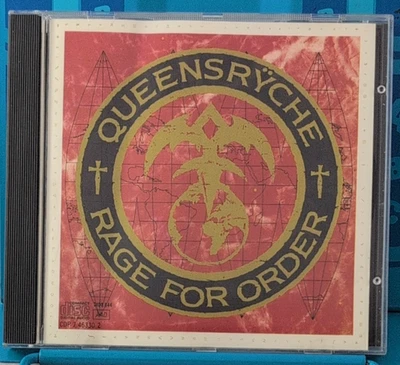 QUEENSRŸCHE
RAGE FOR ORDER